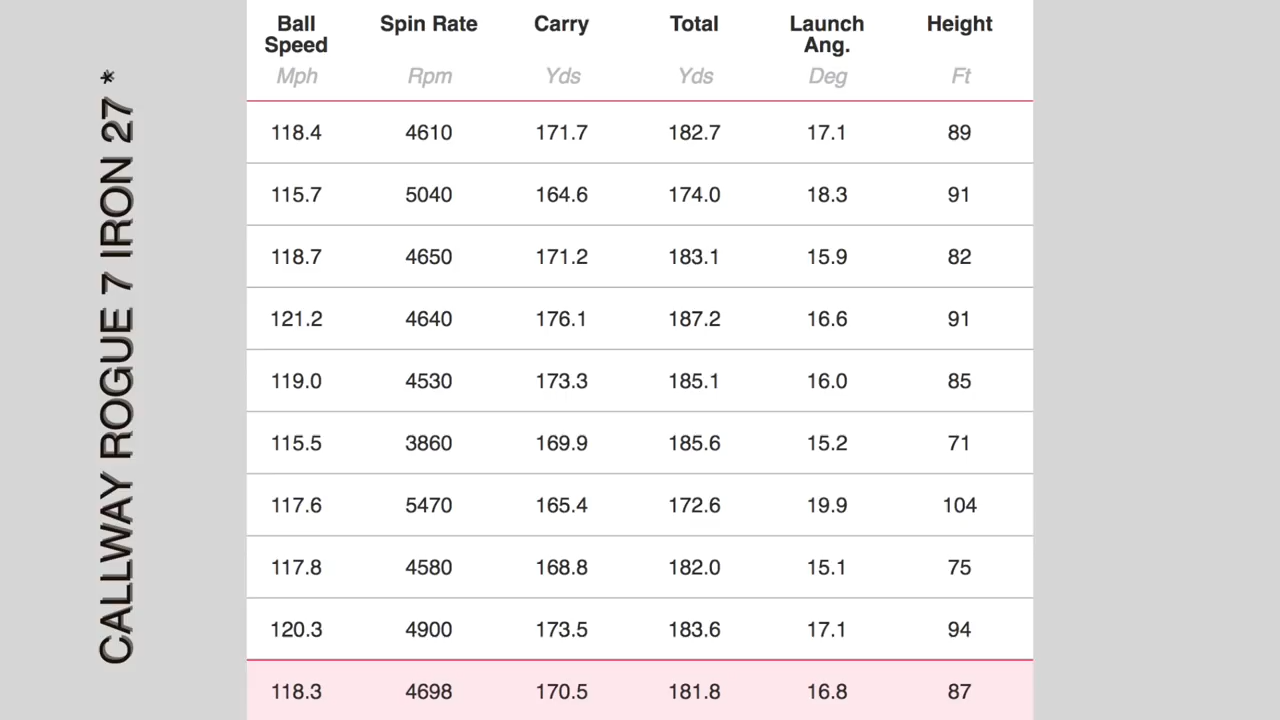 CALLWAY ROGUE 7 IRON 27 *
Ball Speed Spin Rate Carry Total Launch Ang. Height
Mph Rpm Yds Yds Deg Ft
118.4 4610 171.7 182.7 17.1 89
115.7 5040 164.6 174.0 18.3 91
118.7 4650 171.2 183.1 15.9 82
121.2 4640 176.1 187.2 16.6 91
119.0 4530 173.3 185.1 16.0 85
115.5 3860 169.9 185.6 15.2 71
117.6 5470 165.4 172.6 19.9 104
117.8 4580 168.8 182.0 15.1 75
120.3 4900 173.5 183.6 17.1 94
118.3 4698 170.5 181.8 16.8 87